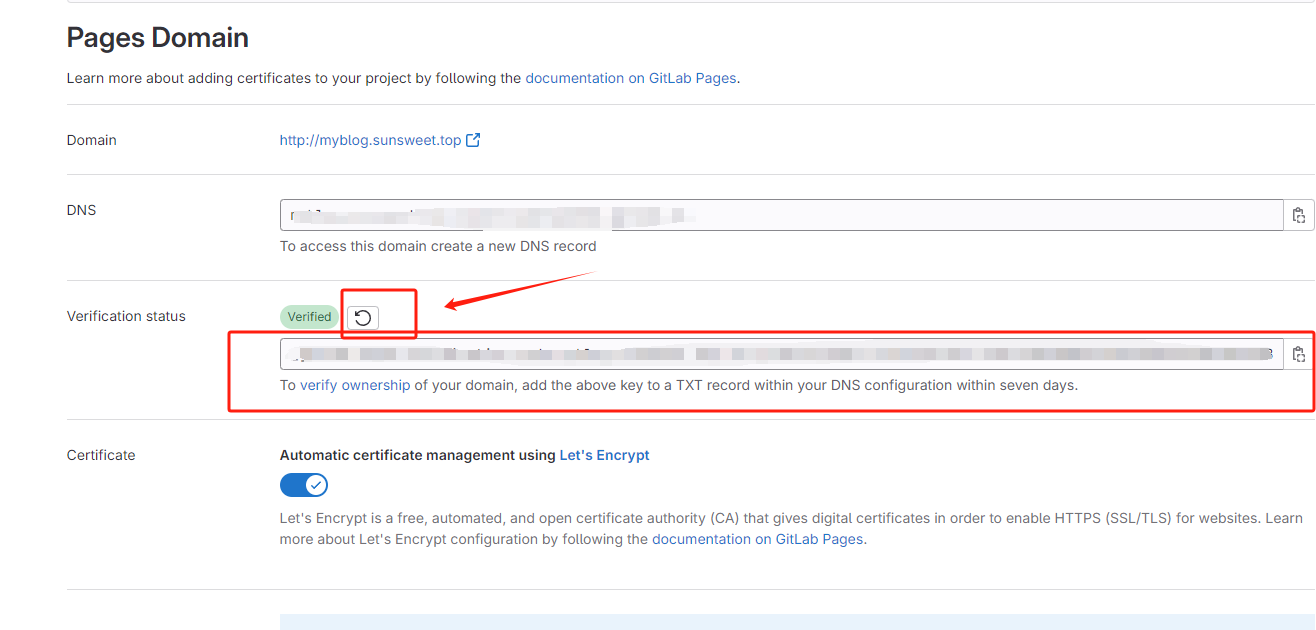 Pages Domain
Learn more about adding certificates to your project by following the documentation on GitLab Pages.
Domain
http://myblog.sunsweet.top
DNS
To access this domain create a new DNS record
Verification status
Verified
To verify ownership of your domain, add the above key to a TXT record within your DNS configuration within seven days.
Certificate
Automatic certificate management using Let's Encrypt
Let's Encrypt is a free, automated, and open certificate authority (CA) that gives digital certificates in order to enable HTTPS (SSL/TLS) for websites. Learn
more about Let's Encrypt configuration by following the documentation on GitLab Pages.